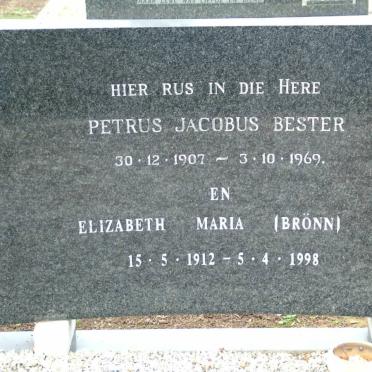 HIER RUS IN DIE HERE
PETRUS JACOBUS BESTER
30 · 12 · 1907 ~ 3 · 10 · 1969.
EN
ELIZABETH MARIA (BRÖNN)
15 · 5 · 1912 – 5 · 4 · 1998